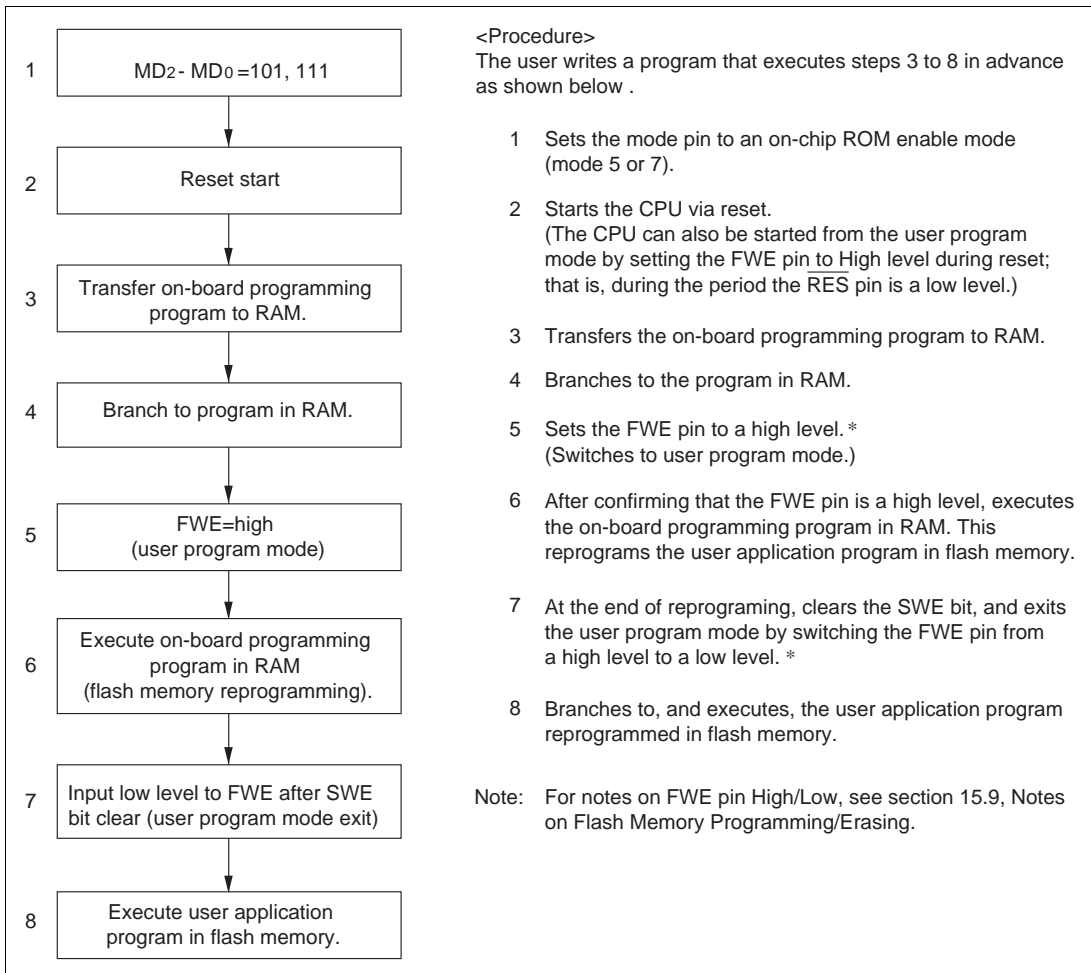 1
MD2 - MD0 =101, 111
2
Reset start
3
Transfer on-board programming
program to RAM.
4
Branch to program in RAM.
5
FWE=high
(user program mode)
6
Execute on-board programming
program in RAM
(flash memory reprogramming).
7
Input low level to FWE after SWE
bit clear (user program mode exit)
8
Execute user application
program in flash memory.
<Procedure>
The user writes a program that executes steps 3 to 8 in advance
as shown below .
1 Sets the mode pin to an on-chip ROM enable mode
(mode 5 or 7).
2 Starts the CPU via reset.
(The CPU can also be started from the user program
mode by setting the FWE pin to High level during reset;
that is, during the period the RES pin is a low level.)
3 Transfers the on-board programming program to RAM.
4 Branches to the program in RAM.
5 Sets the FWE pin to a high level. *
(Switches to user program mode.)
6 After confirming that the FWE pin is a high level, executes
the on-board programming program in RAM. This
reprograms the user application program in flash memory.
7 At the end of reprograming, clears the SWE bit, and exits
the user program mode by switching the FWE pin from
a high level to a low level. *
8 Branches to, and executes, the user application program
reprogrammed in flash memory.
Note: For notes on FWE pin High/Low, see section 15.9, Notes
on Flash Memory Programming/Erasing.